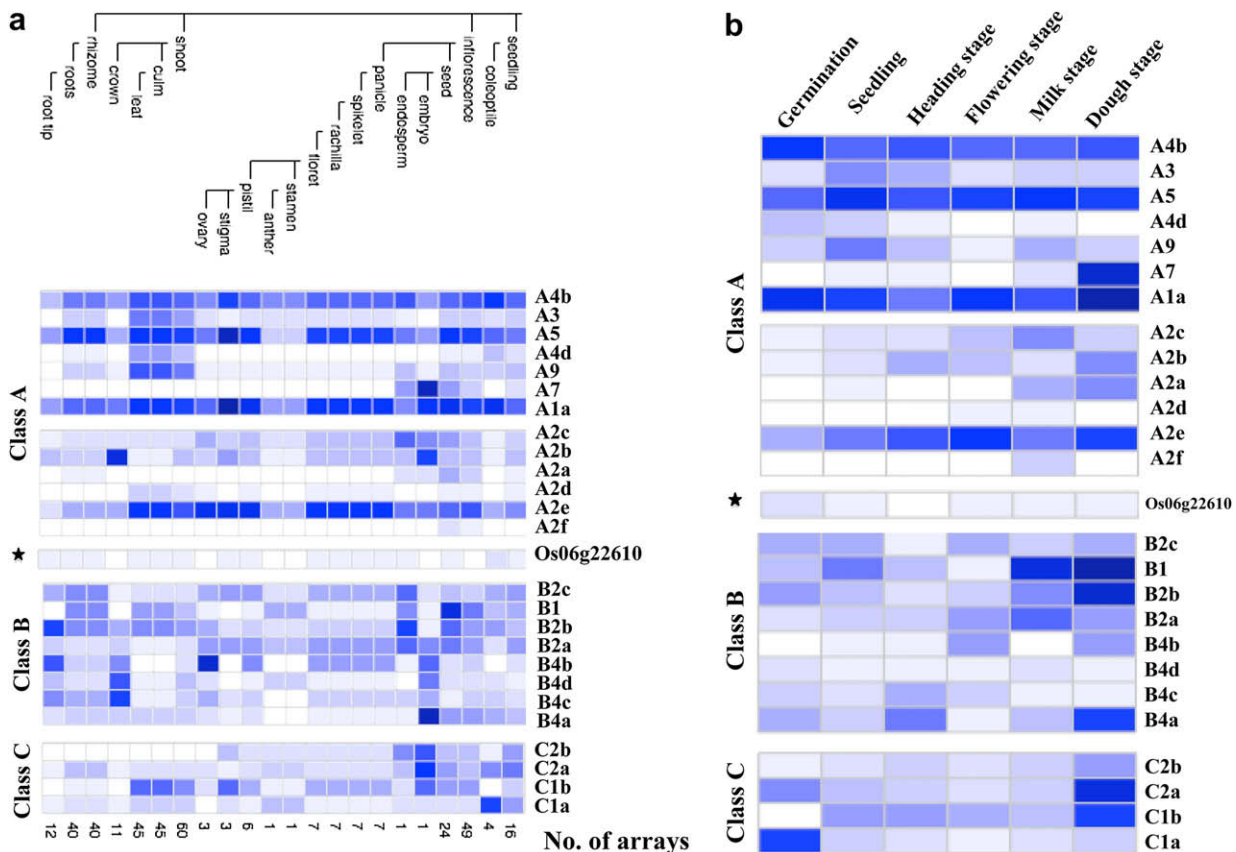 a
root tip
roots
rhizome
crown
leaf
culm
shoot
ovary
stigma
pistil
anther
stamen
floret
rachilla
spikelet
panicle
endosperm
embryo
seed
inflorescence
coleoptile
seedling
Class A
A4b
A3
A5
A4d
A9
A7
A1a
A2c
A2b
A2a
A2d
A2e
A2f
★ Os06g22610
Class B
B2c
B1
B2b
B2a
B4b
B4d
B4c
B4a
Class C
C2b
C2a
C1b
C1a
12 40 40 11 45 45 60 3 3 6 1 1 7 7 7 7 1 1 24 49 4 16
No. of arrays
b
Germination
Seedling
Heading stage
Flowering stage
Milk stage
Dough stage
Class A
A4b
A3
A5
A4d
A9
A7
A1a
A2c
A2b
A2a
A2d
A2e
A2f
★ Os06g22610
Class B
B2c
B1
B2b
B2a
B4b
B4d
B4c
B4a
Class C
C2b
C2a
C1b
C1a